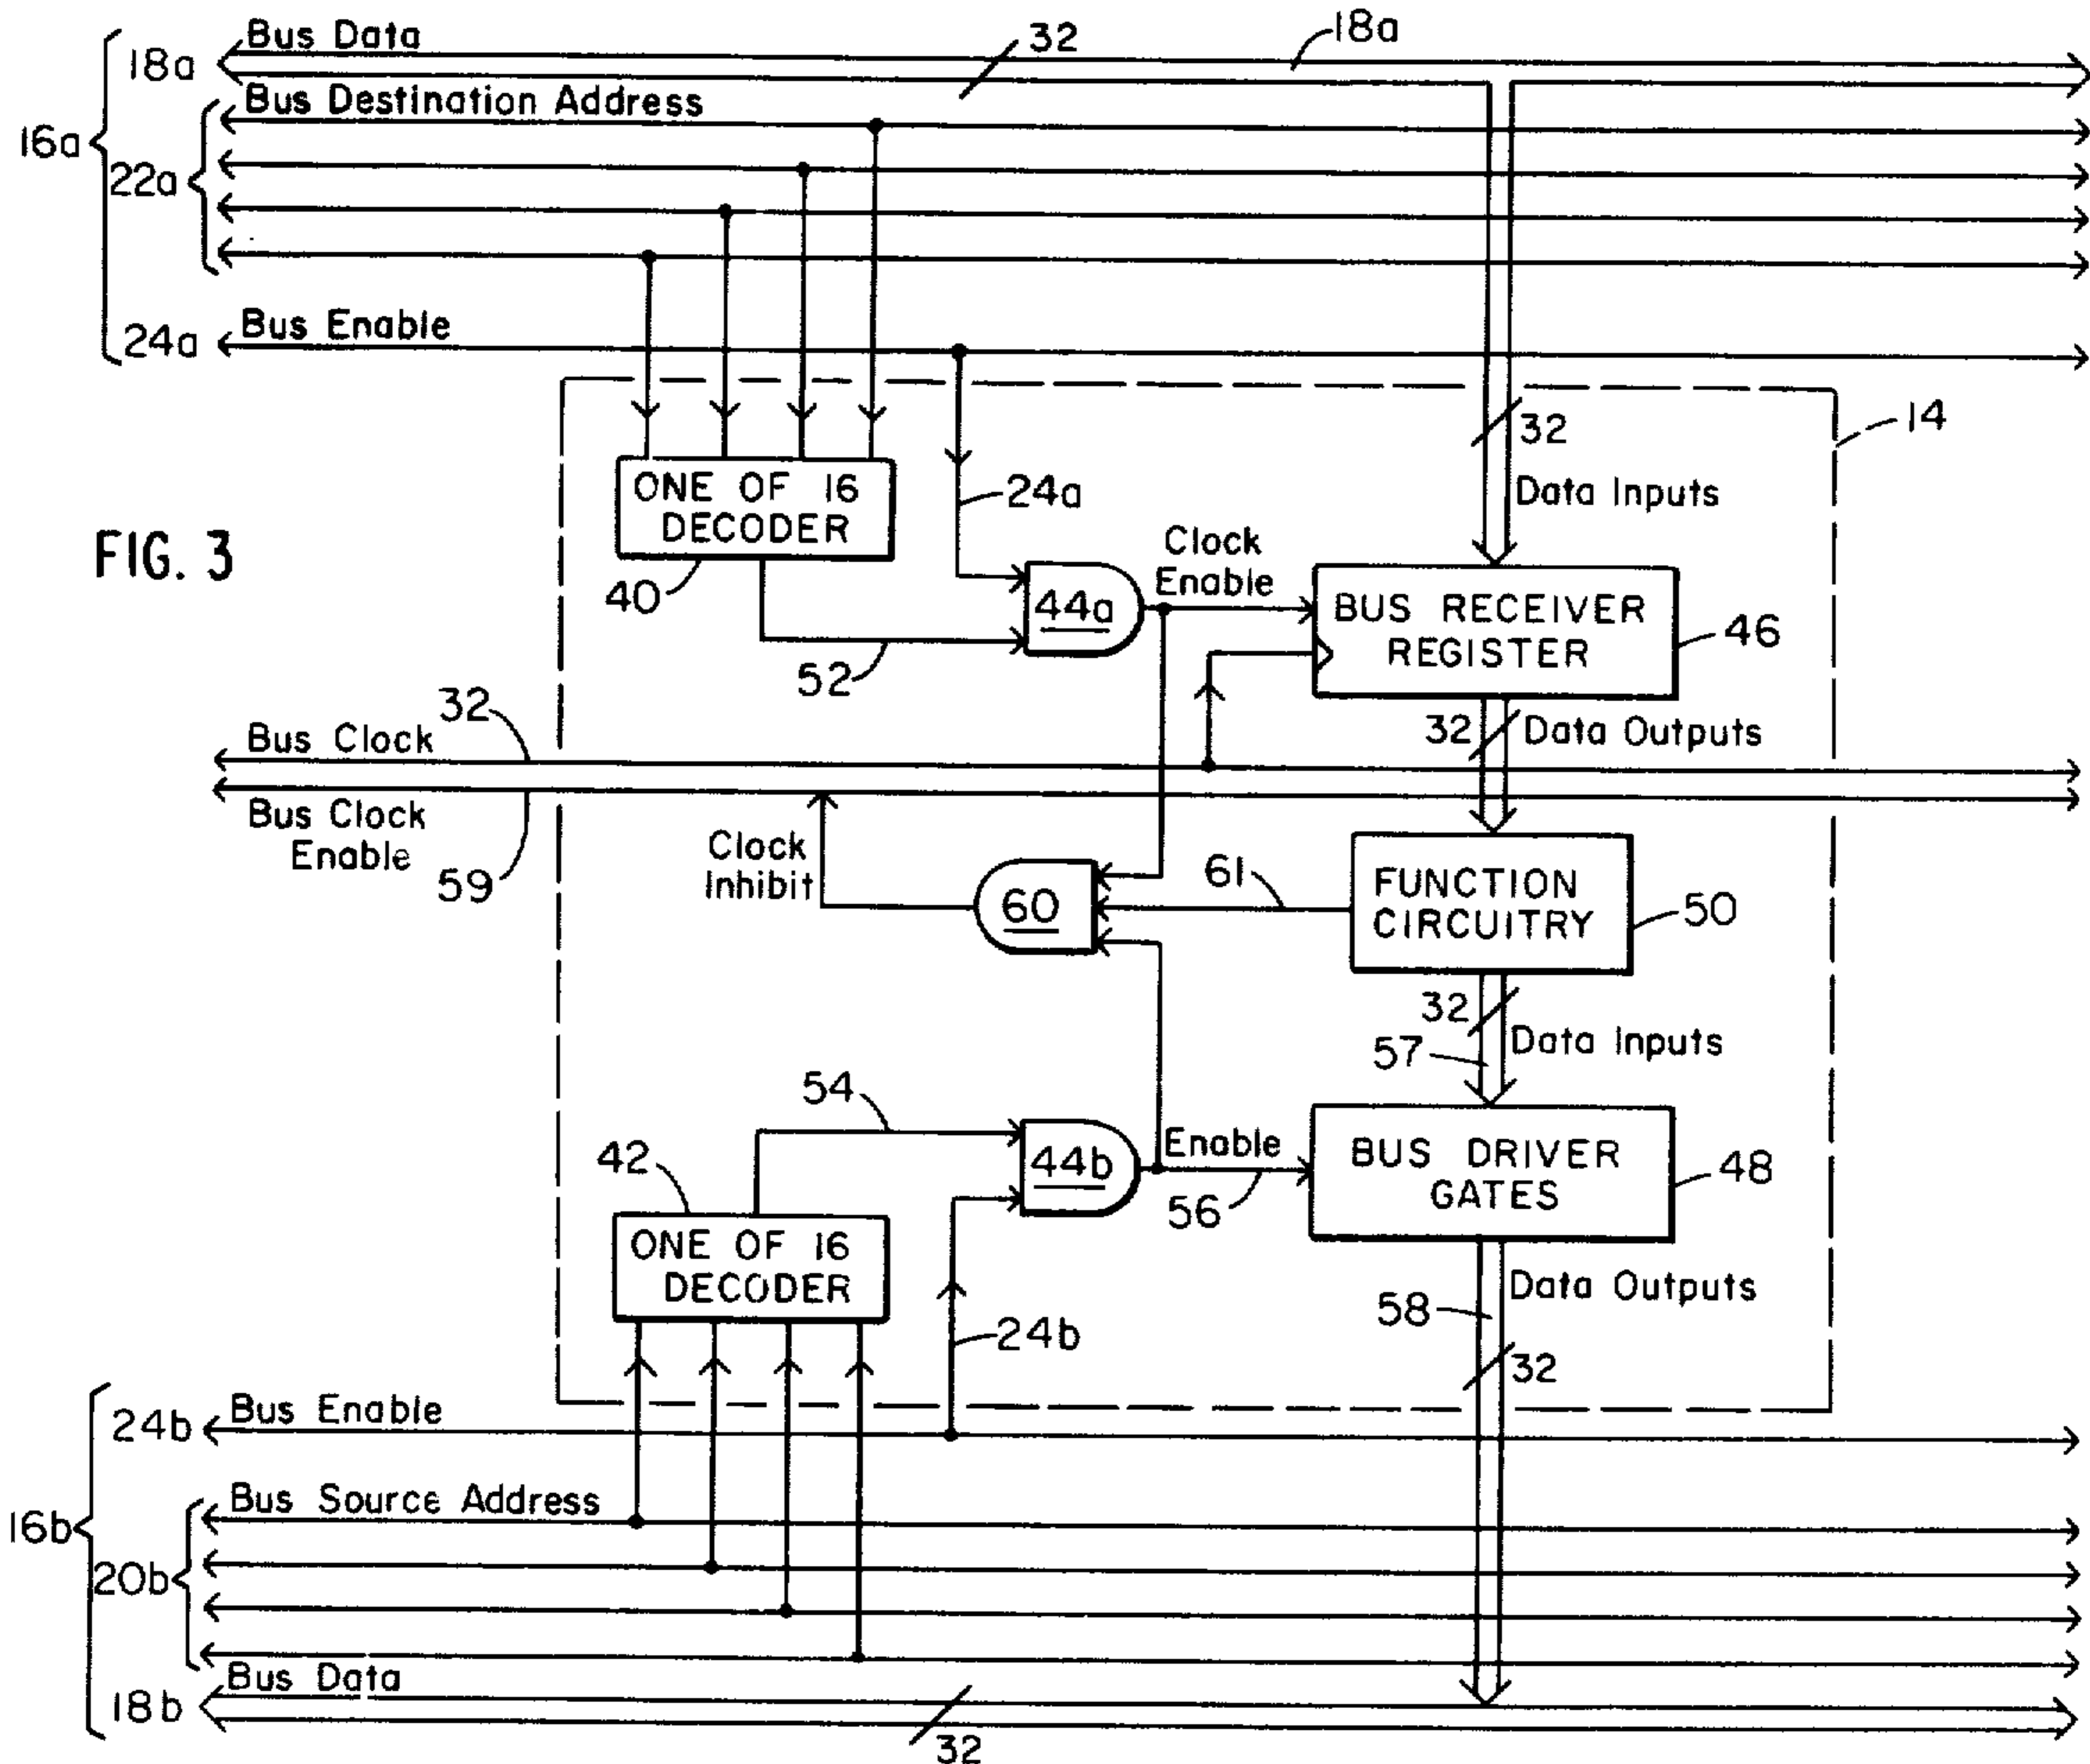 Bus Data
32
18a
18a
Bus Destination Address
16a
22a
Bus Enable
24a
14
32
ONE OF 16
DECODER
24a
Data Inputs
FIG. 3
Clock
Enable
40
44a
BUS RECEIVER
REGISTER
46
52
32
Bus Clock
32
Data Outputs
Bus Clock
Enable
59
Clock
Inhibit
60
61
FUNCTION
CIRCUITRY
50
32
Data Inputs
57
54
42
44b
Enable
56
BUS DRIVER
GATES
48
ONE OF 16
DECODER
Data Outputs
58
24b
32
Bus Enable
24b
Bus Source Address
16b
20b
Bus Data
18b
32